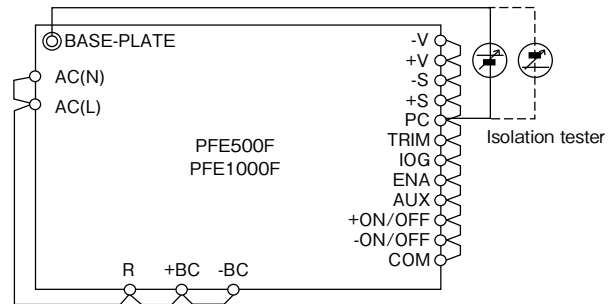 BASE-PLATE
AC(N)
AC(L)
PFE500F
PFE1000F
-V
+V
-S
+S
PC
TRIM
IOG
ENA
AUX
+ON/OFF
-ON/OFF
COM
Isolation tester
R
+BC
-BC